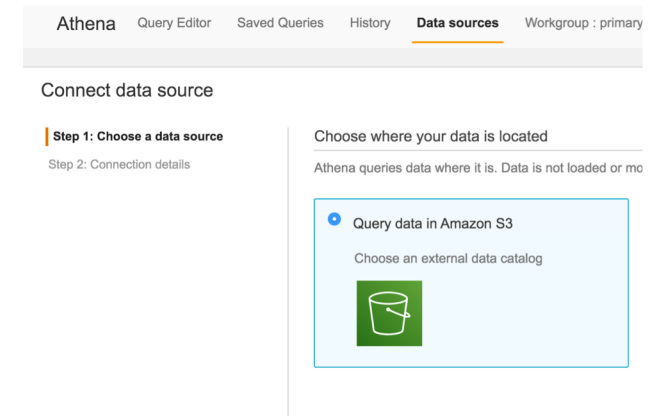 Athena Query Editor Saved Queries History Data sources Workgroup : primary
Connect data source
Step 1: Choose a data source
Step 2: Connection details
Choose where your data is located
Athena queries data where it is. Data is not loaded or mo
Query data in Amazon S3
Choose an external data catalog